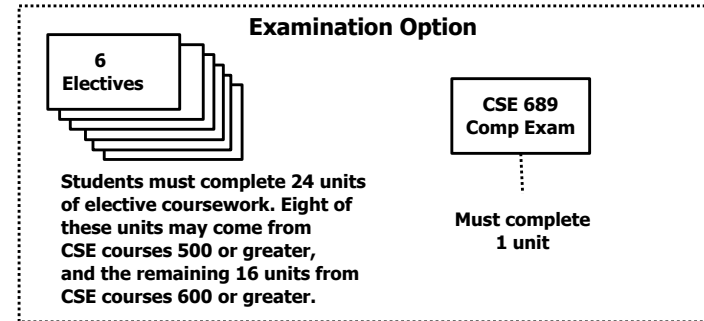 Examination Option
6
Electives
Students must complete 24 units
of elective coursework. Eight of
these units may come from
CSE courses 500 or greater,
and the remaining 16 units from
CSE courses 600 or greater.
CSE 689
Comp Exam
Must complete
1 unit